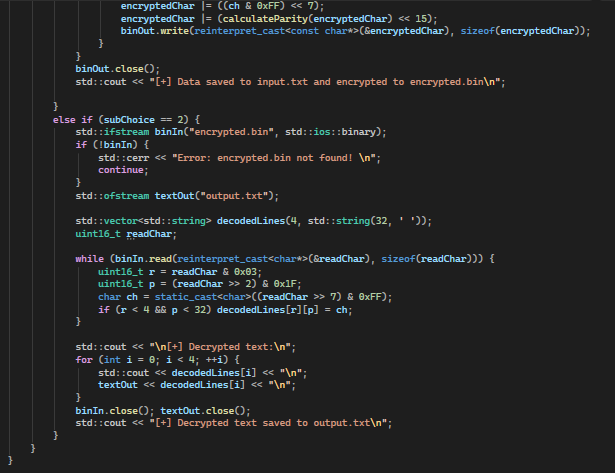 encryptedChar |= ((ch & 0xFF) << 7);
encryptedChar |= (calculateParity(encryptedChar) << 15);
binOut.write(reinterpret_cast<const char*>(&encryptedChar), sizeof(encryptedChar));
}
}
binOut.close();
std::cout << "[+] Data saved to input.txt and encrypted to encrypted.bin\n";
}
else if (subChoice == 2) {
std::ifstream binIn("encrypted.bin", std::ios::binary);
if (!binIn) {
std::cerr << "Error: encrypted.bin not found! \n";
continue;
}
std::ofstream textOut("output.txt");
std::vector<std::string> decodedLines(4, std::string(32, ' '));
uint16_t readChar;
while (binIn.read(reinterpret_cast<char*>(&readChar), sizeof(readChar))) {
uint16_t r = readChar & 0x03;
uint16_t p = (readChar >> 2) & 0x1F;
char ch = static_cast<char>((readChar >> 7) & 0xFF);
if (r < 4 && p < 32) decodedLines[r][p] = ch;
}
std::cout << "\n[+] Decrypted text:\n";
for (int i = 0; i < 4; ++i) {
std::cout << decodedLines[i] << "\n";
textOut << decodedLines[i] << "\n";
}
binIn.close(); textOut.close();
std::cout << "[+] Decrypted text saved to output.txt\n";
}
}
}